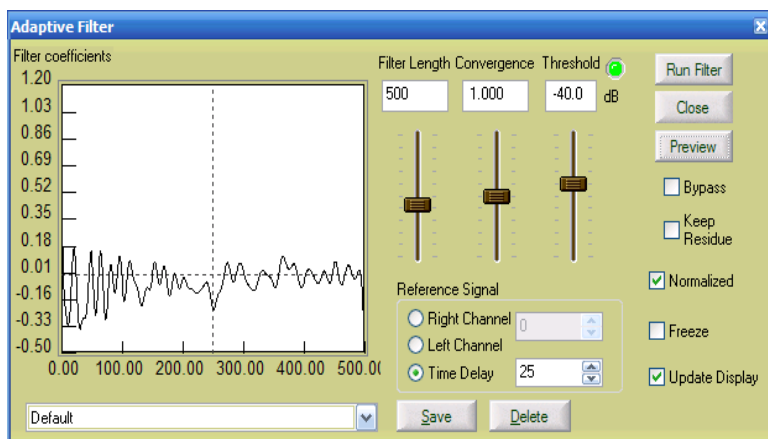 Adaptive Filter
Filter coefficients
1.20
1.03
0.86
0.69
0.52
0.35
0.18
0.01
-0.16
-0.33
-0.50
0.00 100.00 200.00 300.00 400.00 500.0(
Default
Filter Length Convergence Threshold
500 1.000 -40.0 dB
Reference Signal
Right Channel 0
Left Channel
Time Delay 25
Save Delete
Run Filter
Close
Preview
Bypass
Keep
Residue
Normalized
Freeze
Update Display